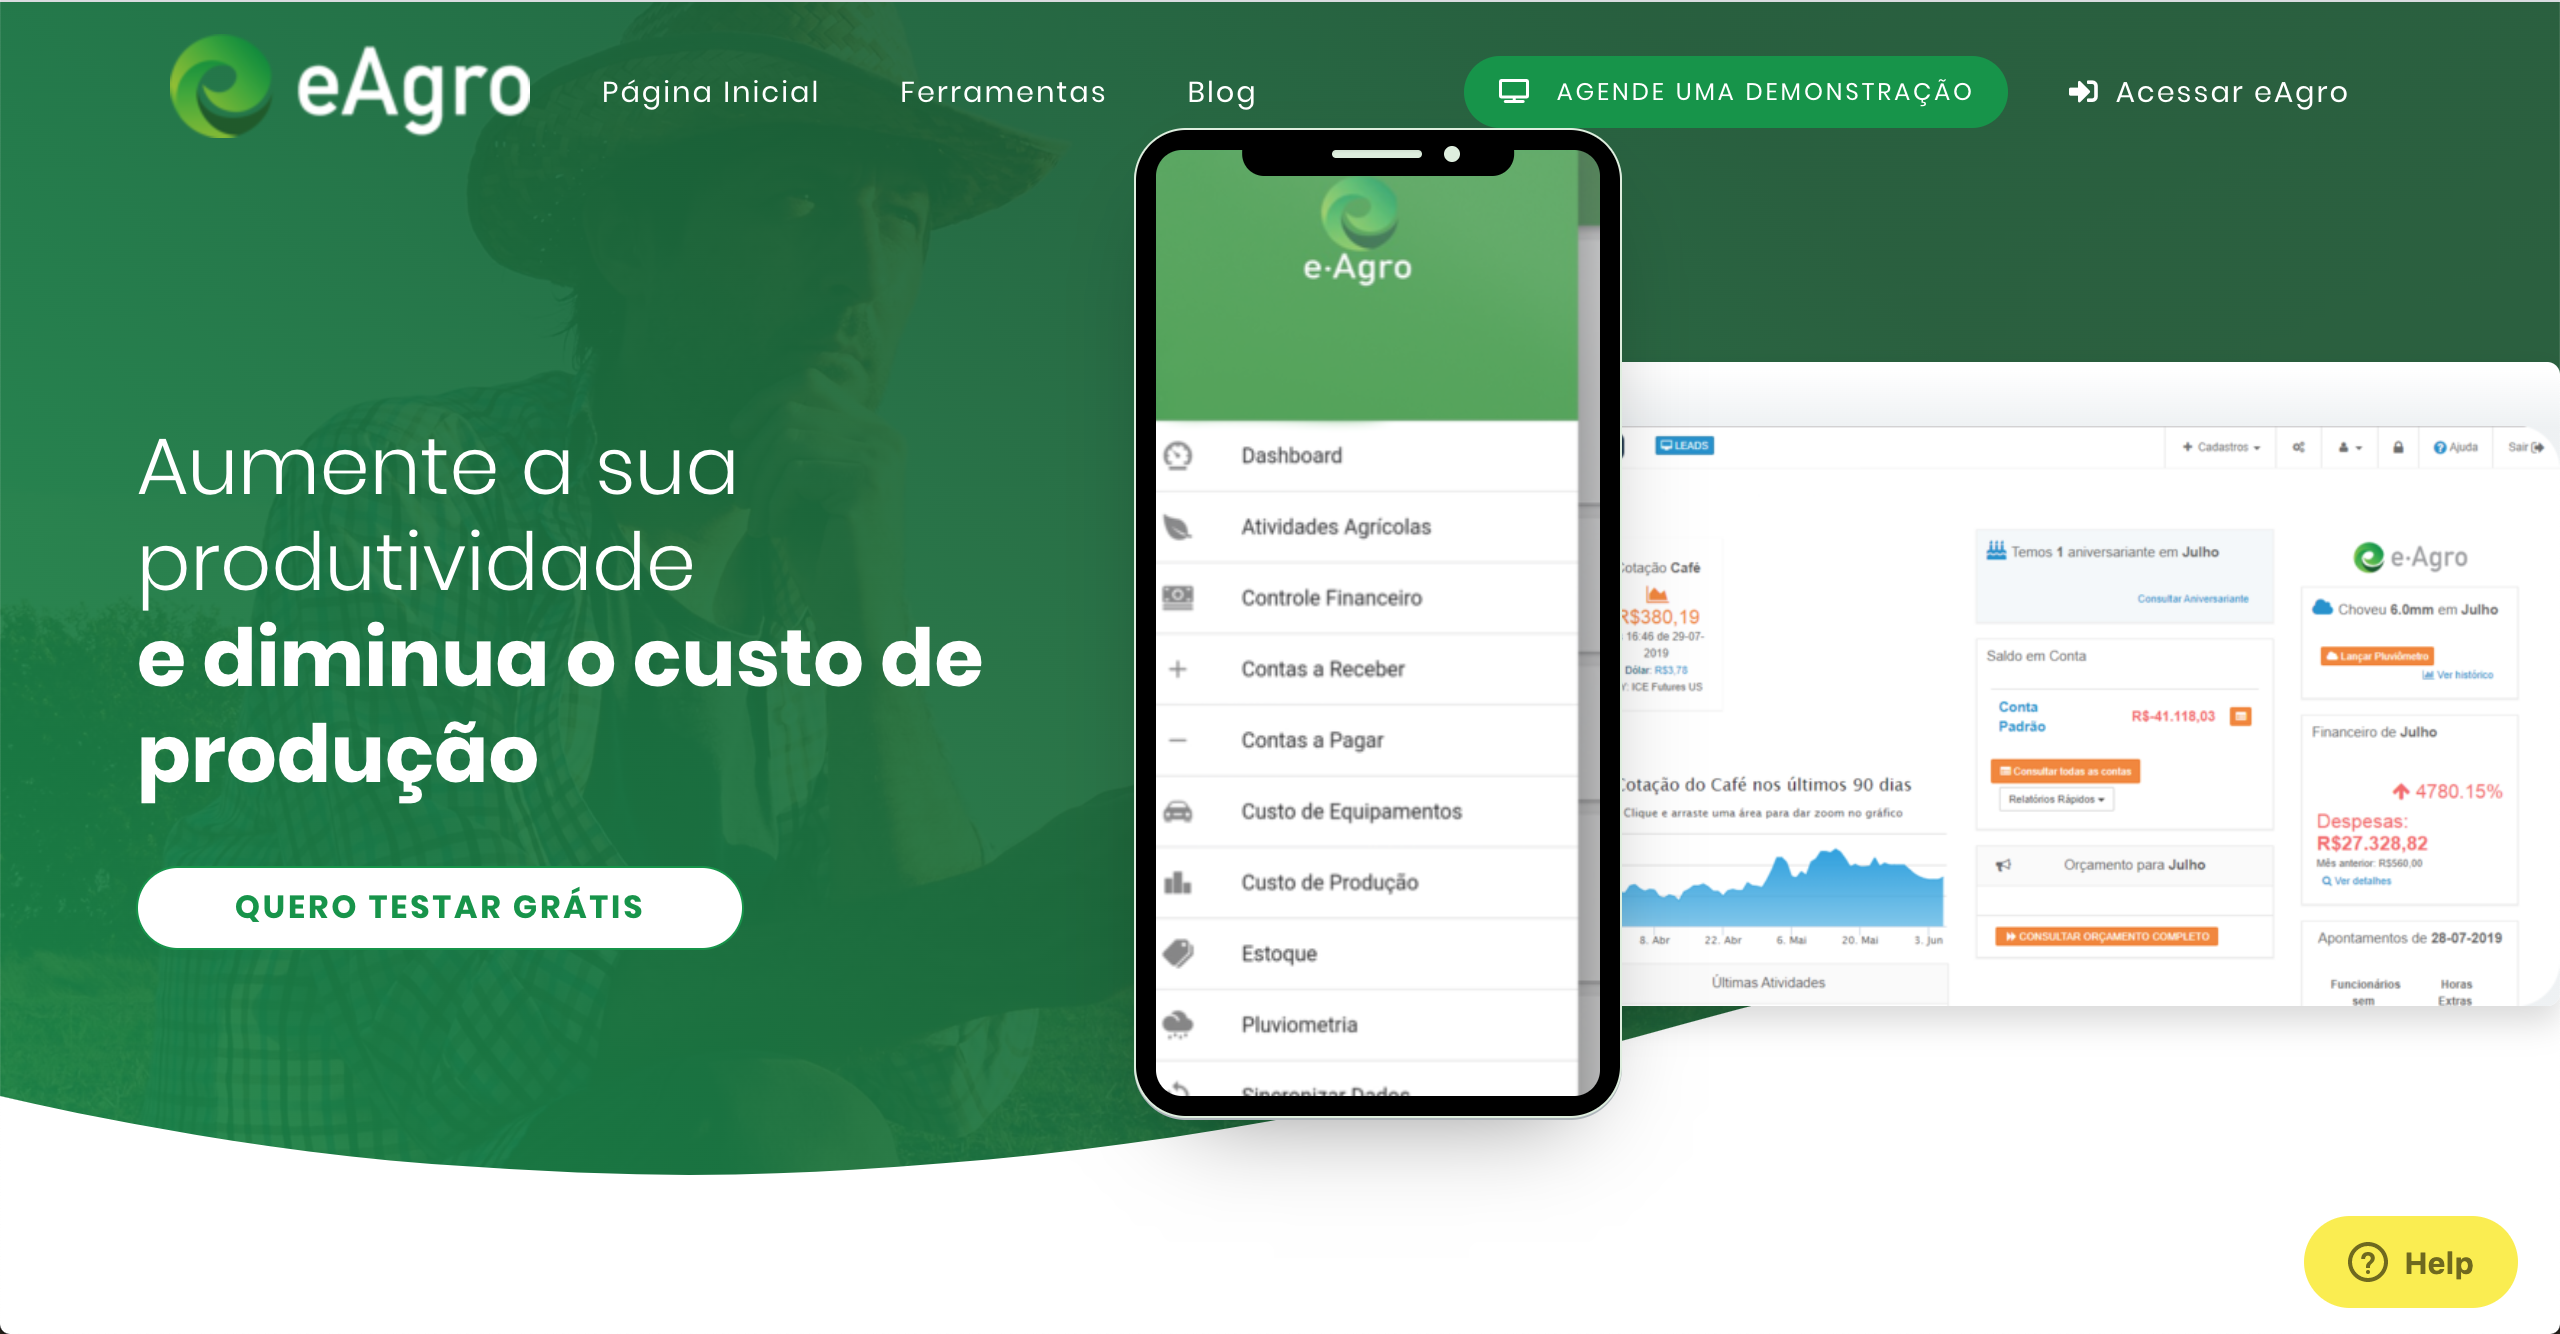 eAgro
Página Inicial
Ferramentas
Blog
AGENDE UMA DEMONSTRAÇÃO
Acessar eAgro
Aumente a sua
produtividade
e diminua o custo de
produção
QUERO TESTAR GRÁTIS
e·Agro
Dashboard
Atividades Agrícolas
Controle Financeiro
Contas a Receber
Contas a Pagar
Custo de Equipamentos
Custo de Produção
Estoque
Pluviometria
Sincronizar Dados
LEADS
Cadastros
Ajuda
Sair
otação Café
R$380,19
16:46 de 29-07-
2019
Dólar: R$3,78
: ICE Futures US
otação do Café nos últimos 90 dias
Clique e arraste uma área para dar zoom no gráfico
8. Abr 22. Abr 6. Mai 20. Mai 3. Jun
Últimas Atividades
Temos 1 aniversariante em Julho
Consultar Aniversariante
Saldo em Conta
Conta
Padrão
R$-41.118,03
Consultar todas as contas
Relatórios Rápidos
Orçamento para Julho
CONSULTAR ORÇAMENTO COMPLETO
e·Agro
Choveu 6.0mm em Julho
Lançar Pluviômetro
Ver histórico
Financeiro de Julho
4780.15%
Despesas:
R$27.328,82
Mês anterior: R$560,00
Ver detalhes
Apontamentos de 28-07-2019
Funcionários Horas
sem Extras
Help